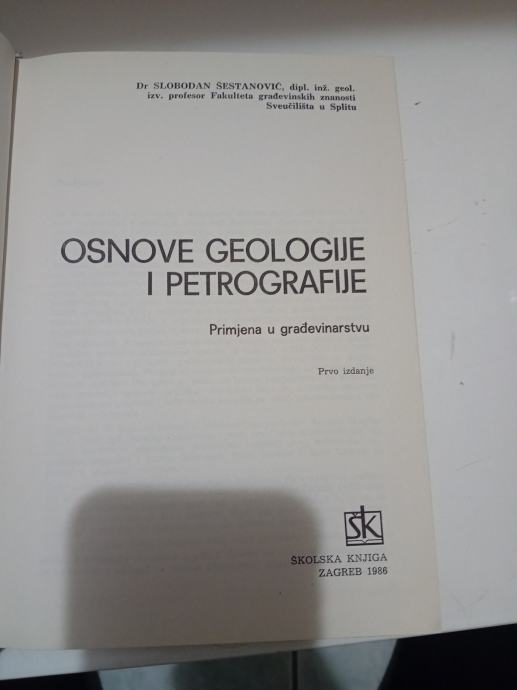 Dr SLOBODAN ŠESTANOVIĆ, dipl. inž. geol.
izv. profesor Fakulteta građevinskih znanosti
Sveučilišta u Splitu
OSNOVE GEOLOGIJE
I PETROGRAFIJE
Primjena u građevinarstvu
Prvo izdanje
šk
ŠKOLSKA KNJIGA
ZAGREB 1986